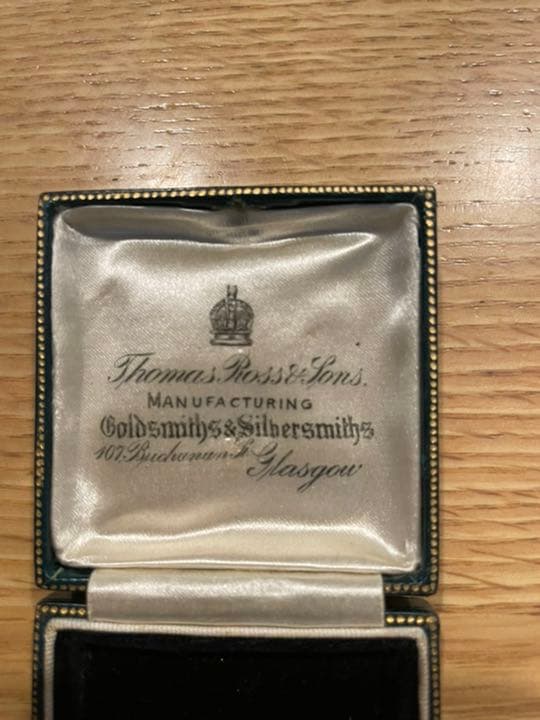 Thomas Ross & Sons.
MANUFACTURING
Goldsmiths & Silversmiths
107. Buchanan St.
Glasgow